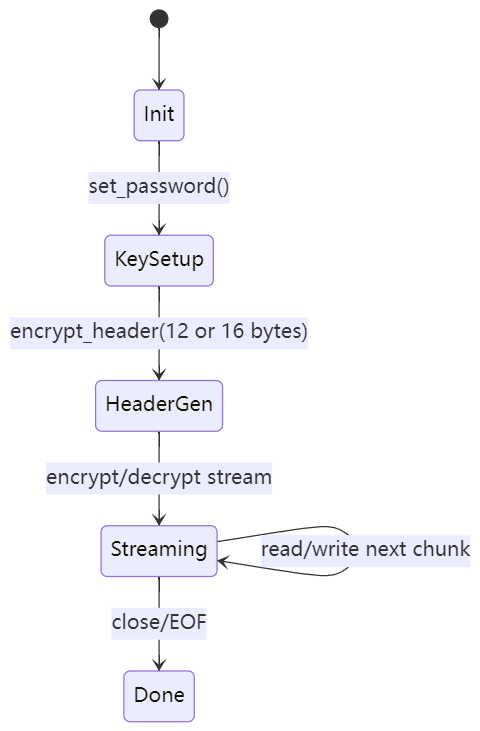 Init
set_password()
KeySetup
encrypt_header(12 or 16 bytes)
HeaderGen
encrypt/decrypt stream
Streaming
read/write next chunk
close/EOF
Done